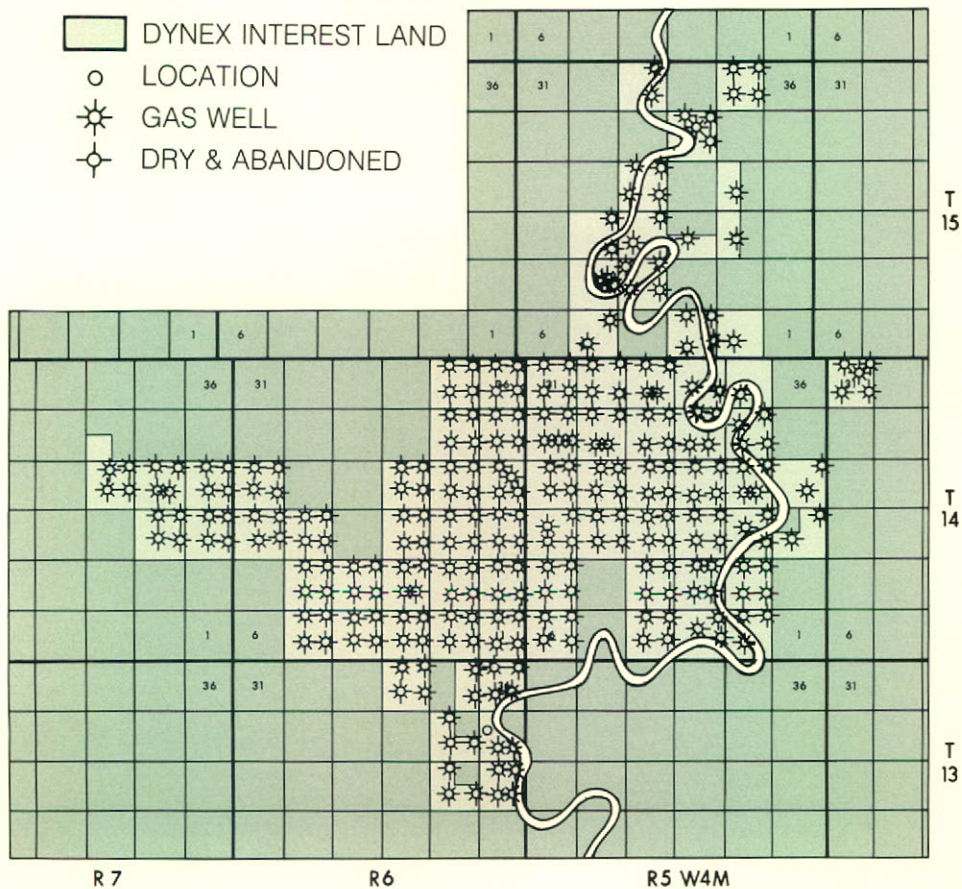 DYNEX INTEREST LAND
LOCATION
GAS WELL
DRY & ABANDONED
1 6 1 6
36 31 36 31
T
15
1 6 1 6 1 6
36 31 36 31 36 31
T
14
1 6 6 1 6
36 31 36 36 31
T
13
R 7 R6 R5 W4M